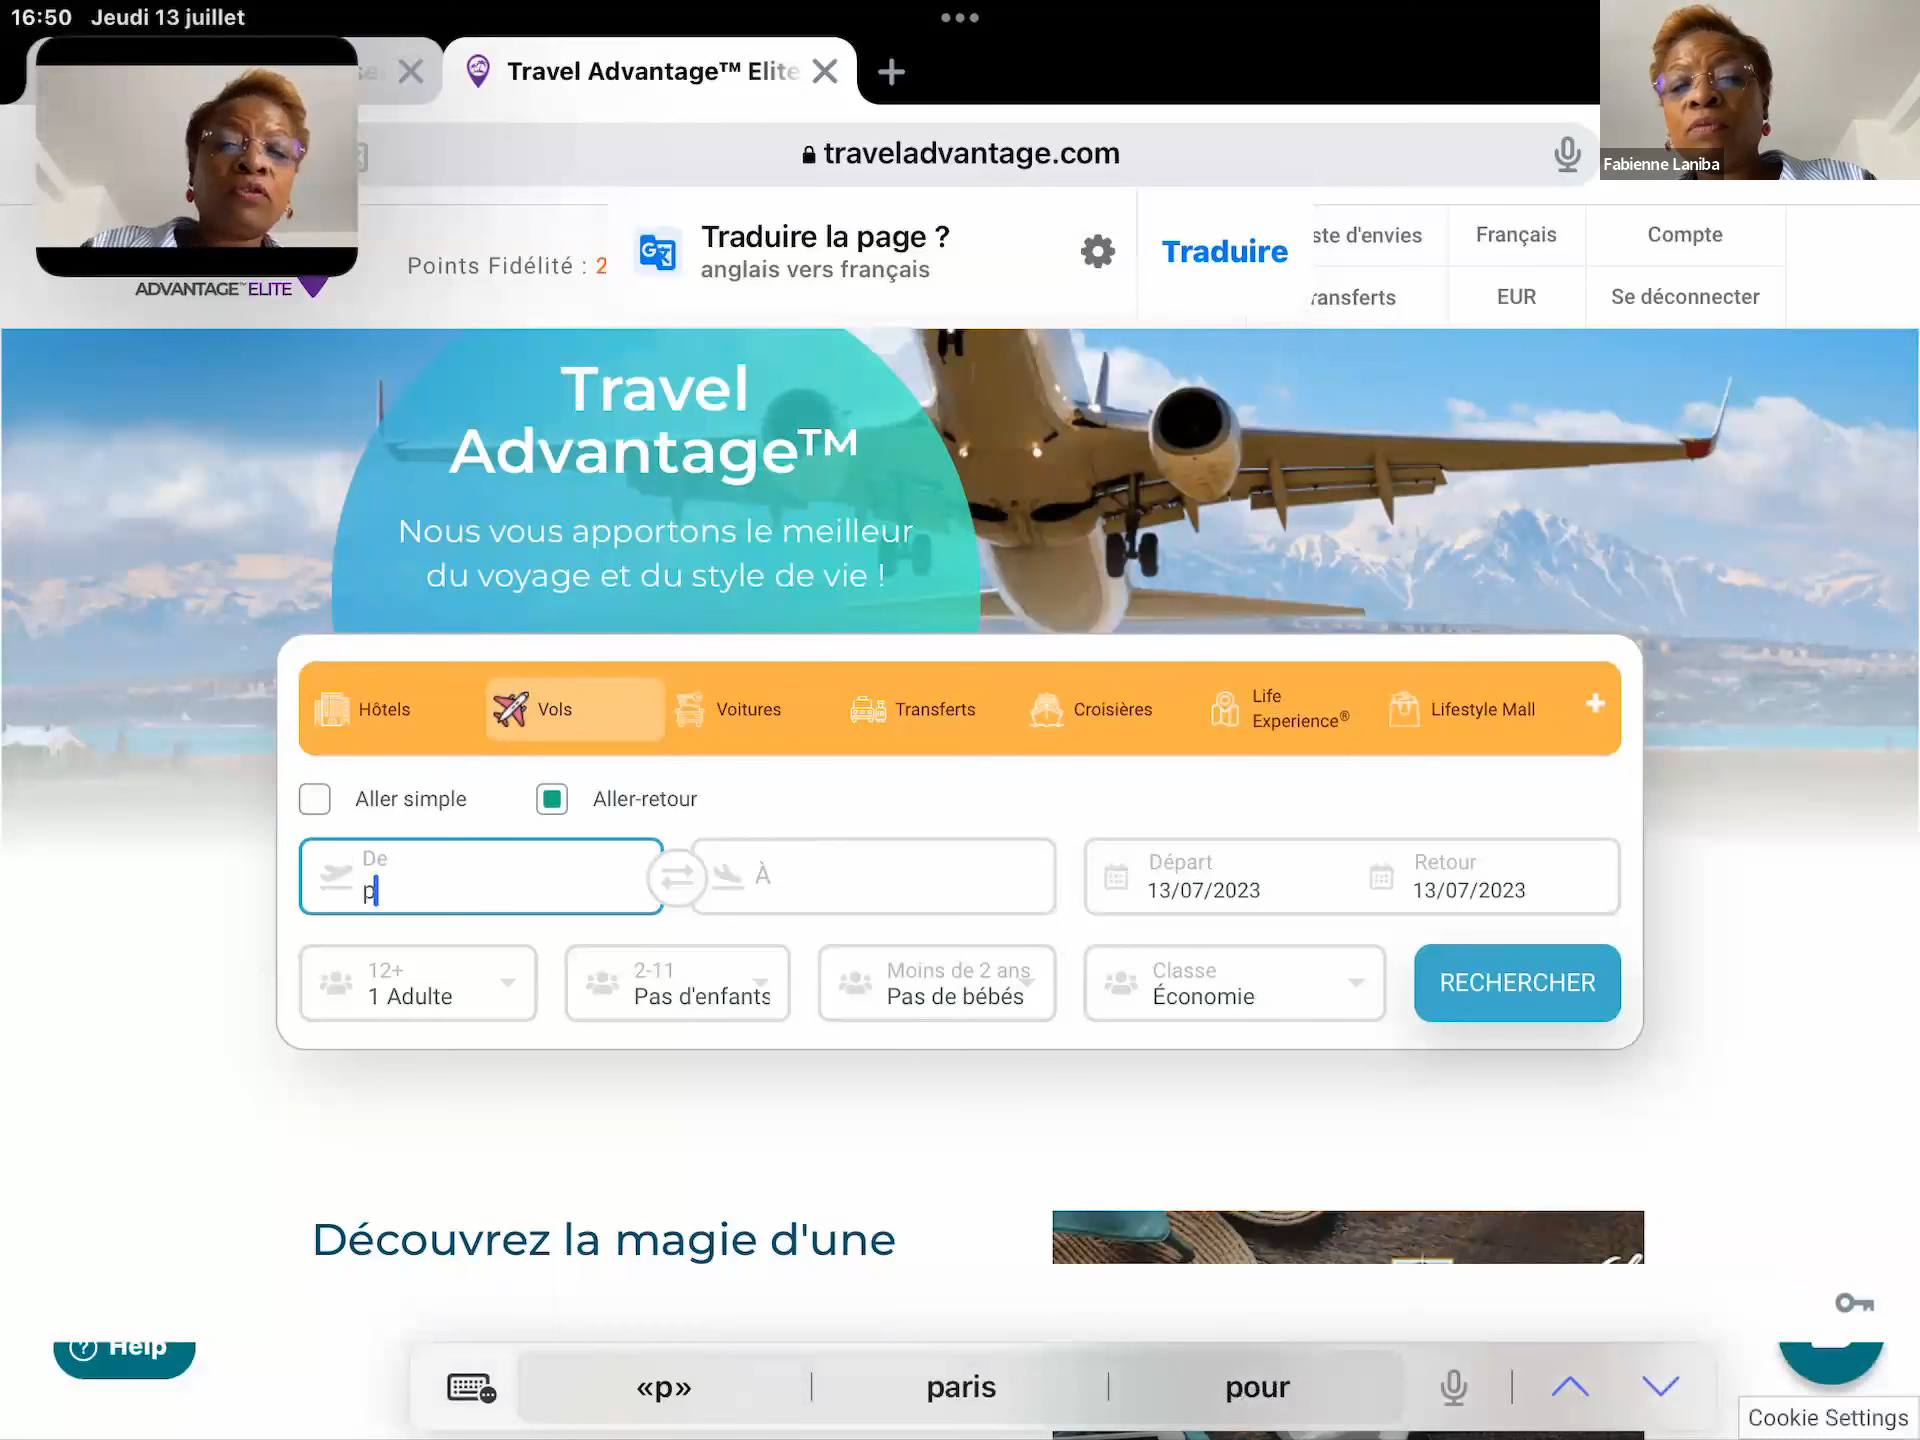 16:50 Jeudi 13 juillet
Travel Advantage™ Elite
traveladvantage.com
Fabienne Laniba
ADVANTAGE™ ELITE
Points Fidélité : 2
Traduire la page ?
anglais vers français
Traduire
ste d'envies
Français
Compte
ransferts
EUR
Se déconnecter
Travel
Advantage™
Nous vous apportons le meilleur
du voyage et du style de vie !
Hôtels
Vols
Voitures
Transferts
Croisières
Life
Experience®
Lifestyle Mall
Aller simple
Aller-retour
De
p
À
Départ
13/07/2023
Retour
13/07/2023
12+
1 Adulte
2-11
Pas d'enfants
Moins de 2 ans
Pas de bébés
Classe
Économie
RECHERCHER
Découvrez la magie d'une
Help
«p»
paris
pour
Cookie Settings